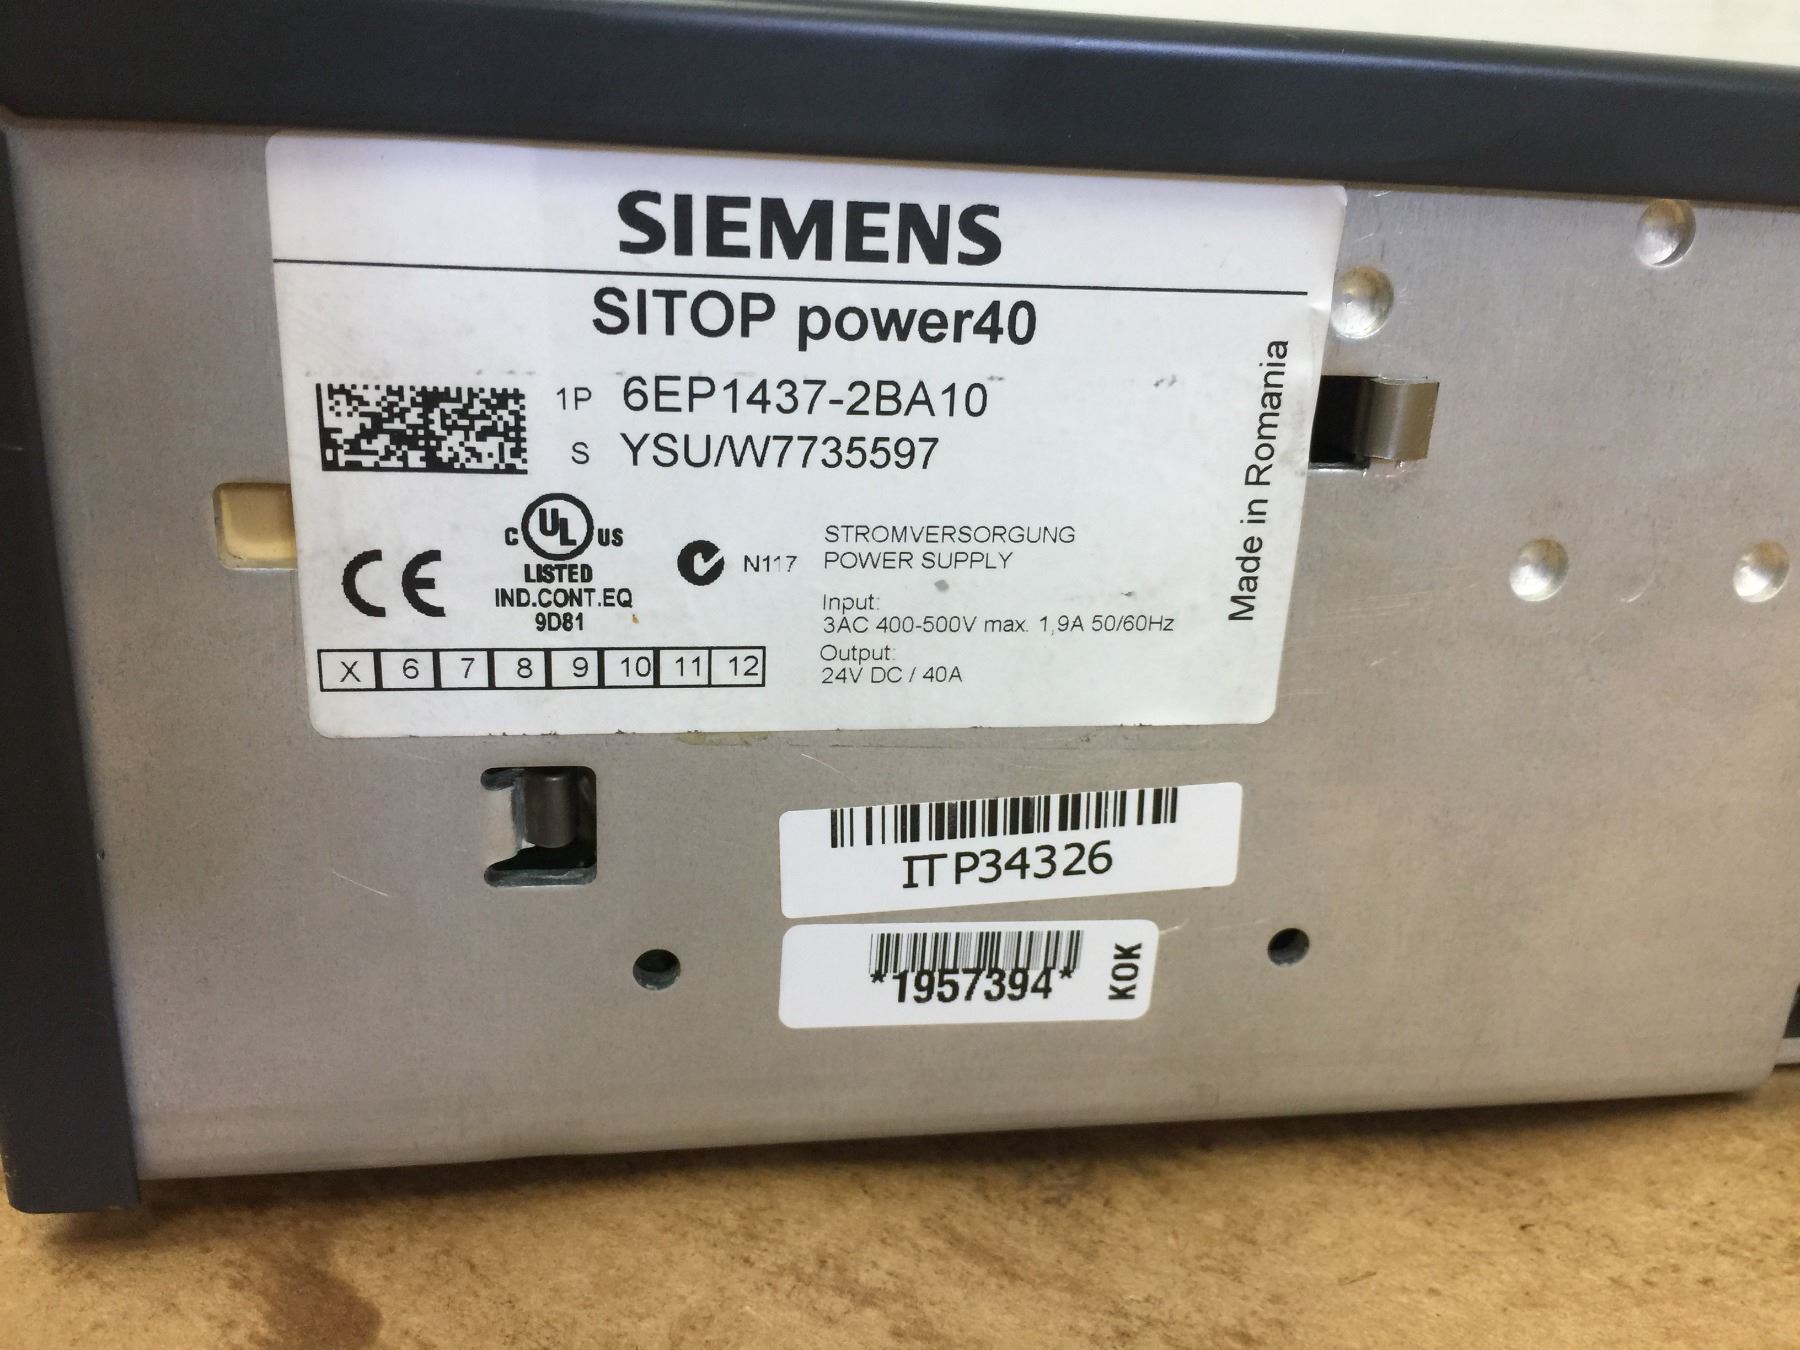 SIEMENS
SITOP power40
1P 6EP1437-2BA10
S YSU/W7735597
Made in Romania
CE
C UL US
LISTED
IND.CONT.EQ
9D81
N117
STROMVERSORGUNG
POWER SUPPLY
Input:
3AC 400-500V max. 1,9A 50/60Hz
Output:
24V DC / 40A
X 6 7 8 9 10 11 12
ITP34326
*1957394*
KOK